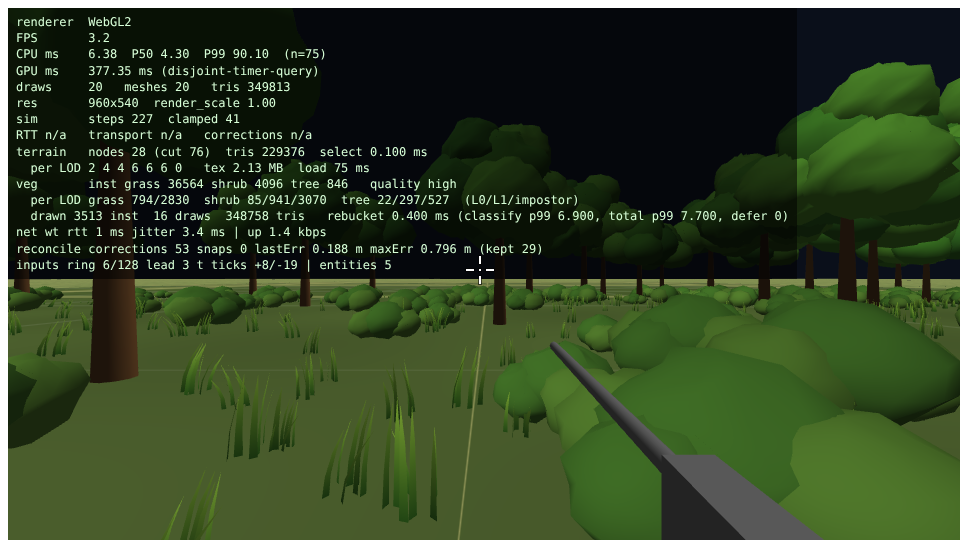 renderer  WebGL2
FPS       3.2
CPU ms    6.38  P50 4.30  P99 90.10  (n=75)
GPU ms    377.35 ms (disjoint-timer-query)
draws     20   meshes 20   tris 349813
res       960x540  render_scale 1.00
sim       steps 227  clamped 41
RTT n/a   transport n/a   corrections n/a
terrain   nodes 28 (cut 76)  tris 229376  select 0.100 ms
  per LOD 2 4 4 6 6 6 0   tex 2.13 MB  load 75 ms
veg       inst grass 36564 shrub 4096 tree 846   quality high
  per LOD grass 794/2830  shrub 85/941/3070  tree 22/297/527  (L0/L1/impostor)
  drawn 3513 inst  16 draws  348758 tris   rebucket 0.400 ms (classify p99 6.900, total p99 7.700, defer 0)
net wt rtt 1 ms jitter 3.4 ms | up 1.4 kbps
reconcile corrections 53 snaps 0 lastErr 0.188 m maxErr 0.796 m (kept 29)
inputs ring 6/128 lead 3 t ticks +8/-19 | entities 5